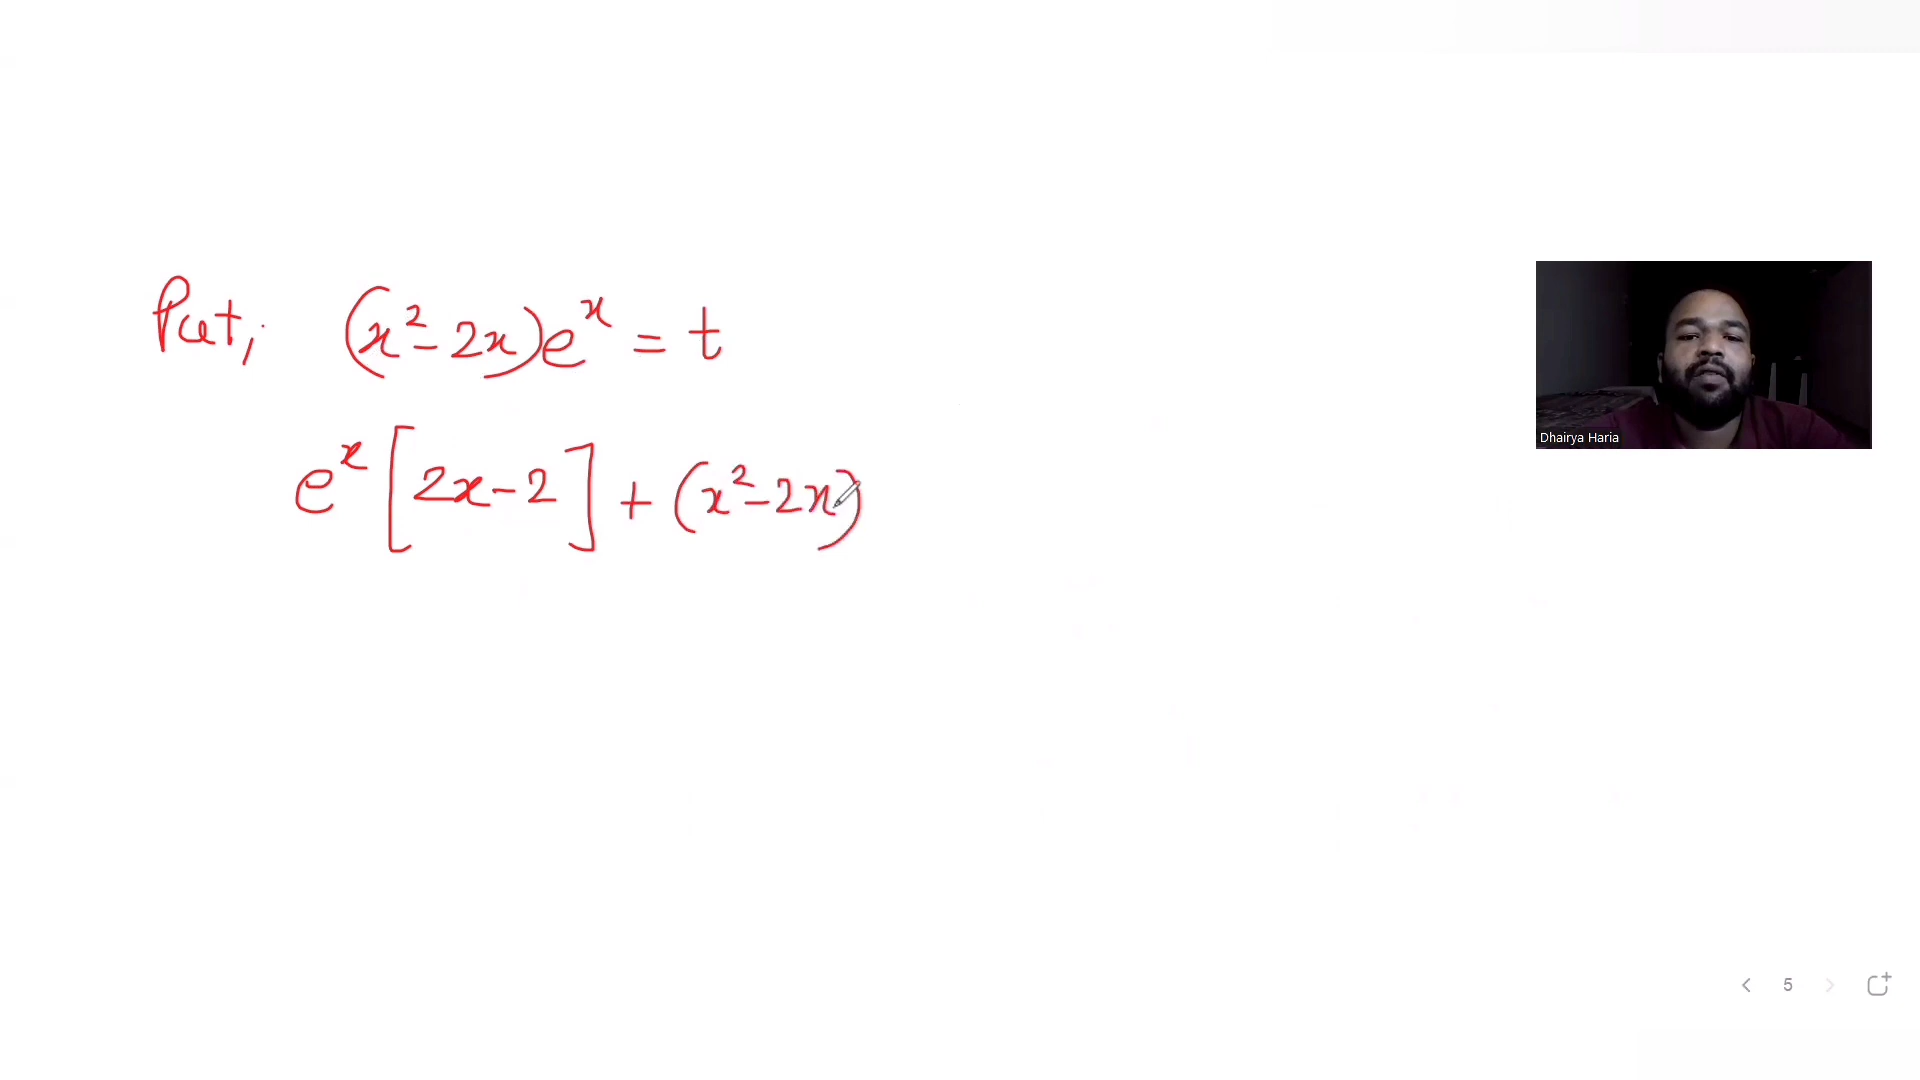 Put, (x²-2x)eˣ = t
eˣ[2x-2] + (x²-2x)
Dhairya Haria
5